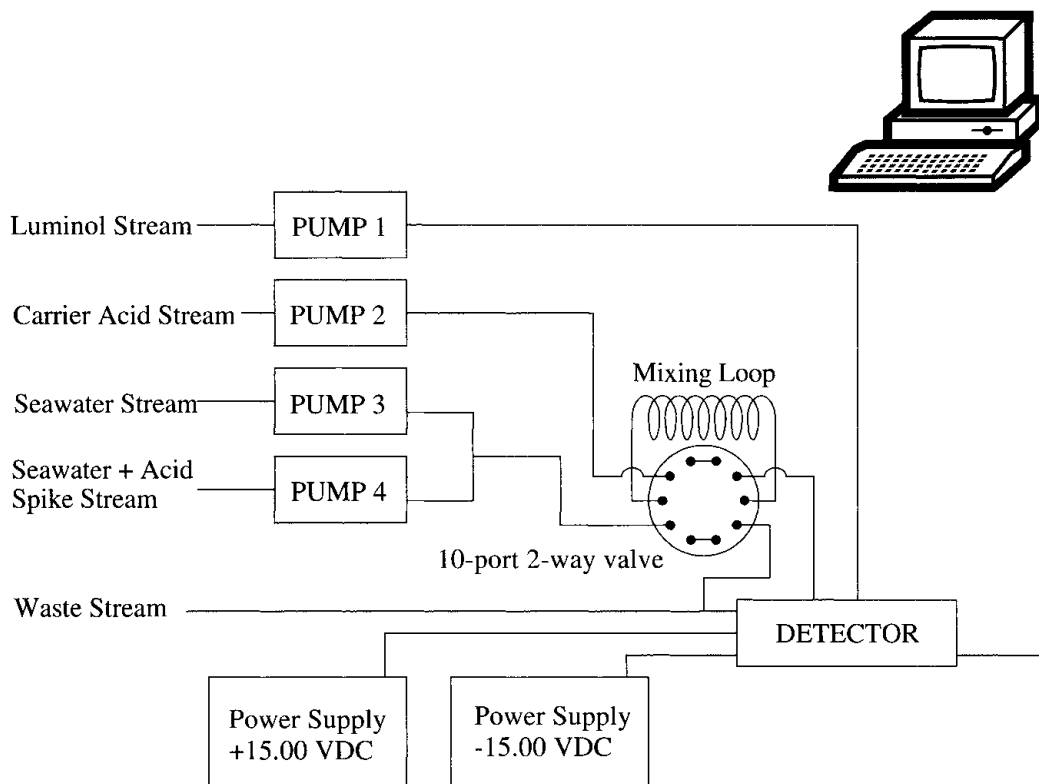 Luminol Stream
PUMP 1
Carrier Acid Stream
PUMP 2
Mixing Loop
Seawater Stream
PUMP 3
Seawater + Acid
Spike Stream
PUMP 4
10-port 2-way valve
Waste Stream
DETECTOR
Power Supply
+15.00 VDC
Power Supply
-15.00 VDC